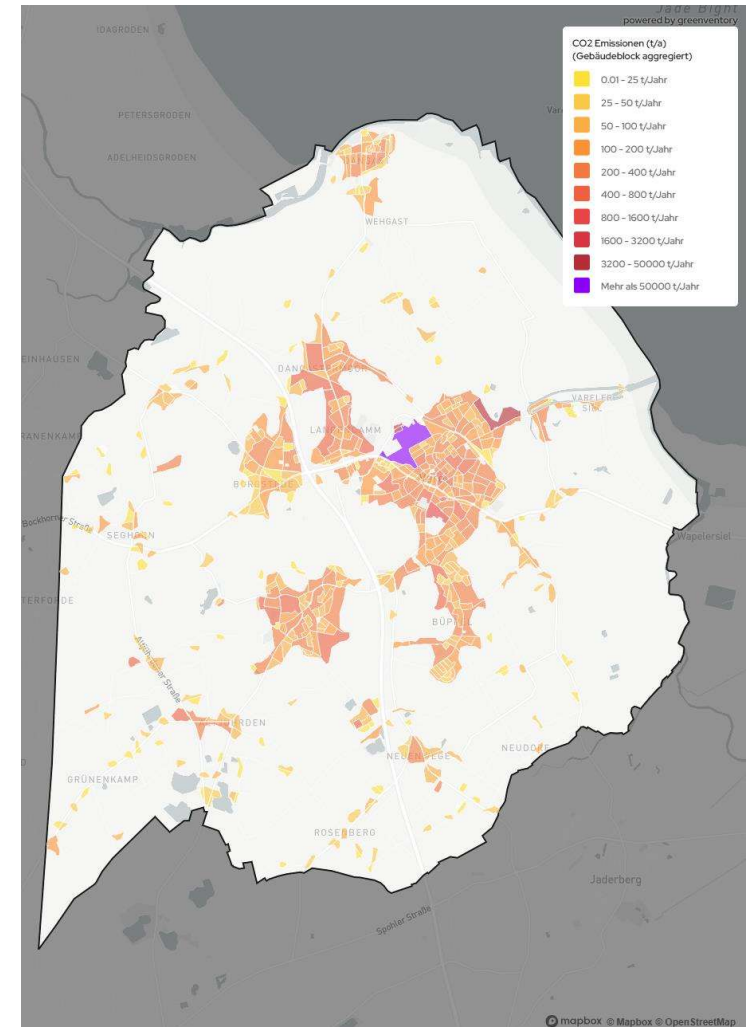 Jade Bight
powered by greenventory
IDAGRODEN
CO2 Emissionen (t/a)
(Gebäudeblock aggregiert)
0.01 - 25 t/Jahr
25 - 50 t/Jahr
50 - 100 t/Jahr
100 - 200 t/Jahr
200 - 400 t/Jahr
400 - 800 t/Jahr
800 - 1600 t/Jahr
1600 - 3200 t/Jahr
3200 - 50000 t/Jahr
Mehr als 50000 t/Jahr
PETERSGRODEN
ADELHEIDSGRODEN
WEHGAST
EINHAUSEN
LANGENDAMM
VARELER
SIEL
RANENKAMP
BORGSTEDE
Bockhorner Straße
SEGHORN
Wapelersiel
TERFORDE
BÜPPEL
NEUENWEGE
NEUDORF
GRÜNENKAMP
ROSENBERG
Jaderberg
Spohler Straße
mapbox © Mapbox © OpenStreetMap